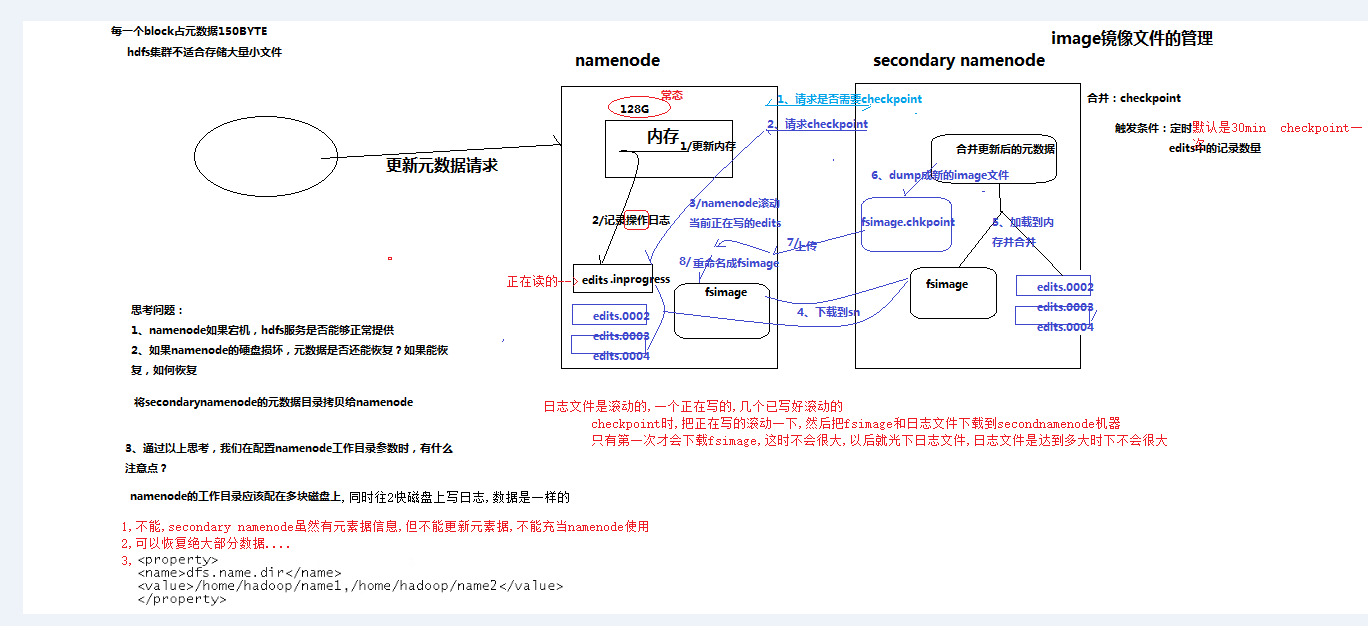 每一个block占元数据150BYTE
hdfs集群不适合存储大量小文件
image镜像文件的管理
namenode
secondary namenode
常态
128G
内存
1/更新内存
1、请求是否需要checkpoint
2、请求checkpoint
合并：checkpoint
触发条件：定时默认是30min checkpoint一次
edits中的记录数量
更新元数据请求
合并更新后的元数据
6、dump成新的image文件
3/namenode滚动
当前正在写的edits
2/记录操作日志
fsimage.chkpoint
5、加载到内
存并合并
7/上传
8/重命名成fsimage
正在读的--
edits.inprogress
fsimage
fsimage
edits.0002
edits.0003
edits.0004
4、下载到sn
edits.0002
edits.0003
edits.0004
思考问题：
1、namenode如果宕机，hdfs服务是否能够正常提供
2、如果namenode的硬盘损坏，元数据是否还能恢复？如果能恢
复，如何恢复
将secondarynamenode的元数据目录拷贝给namenode
日志文件是滚动的,一个正在写的,几个已写好滚动的
checkpoint时,把正在写的滚动一下,然后把fsimage和日志文件下载到secondnamenode机器
只有第一次才会下载fsimage,这时不会很大,以后就光下日志文件,日志文件是达到多大时下不会很大
3、通过以上思考，我们在配置namenode工作目录参数时，有什么
注意点？
namenode的工作目录应该配在多块磁盘上,同时往2快磁盘上写日志,数据是一样的
1,不能,secondary namenode虽然有元素据信息,但不能更新元素据,不能充当namenode使用
2,可以恢复绝大部分数据....
3,<property>
<name>dfs.name.dir</name>
<value>/home/hadoop/name1,/home/hadoop/name2</value>
</property>